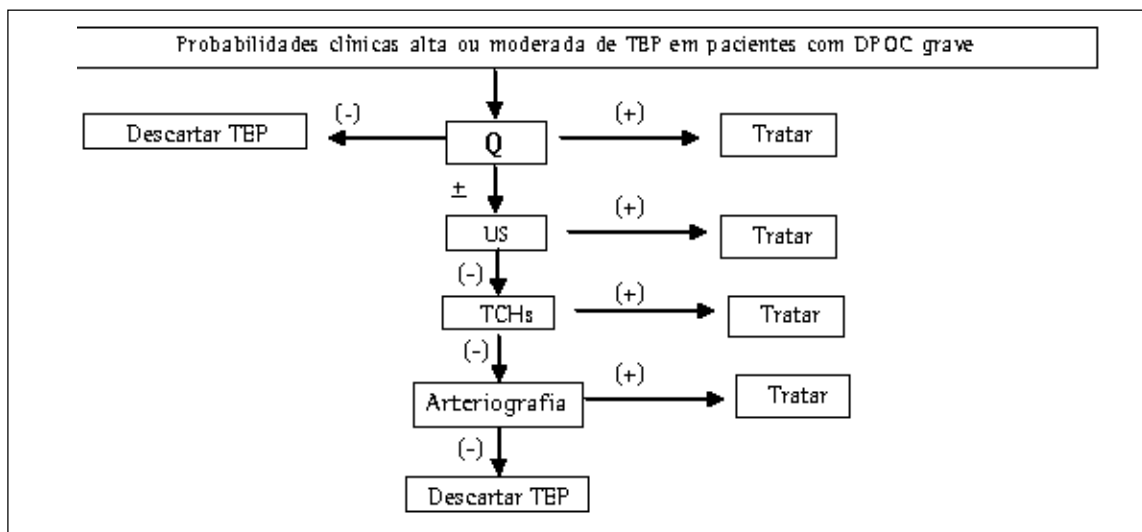 Probabilidades clínicas alta ou moderada de TEP em pacientes com DPOC grave
(-)
(+)
Descartar TEP
Q
Tratar
±
(+)
US
Tratar
(-)
(+)
TCHs
Tratar
(-)
(+)
Arteriografia
Tratar
(-)
Descartar TEP